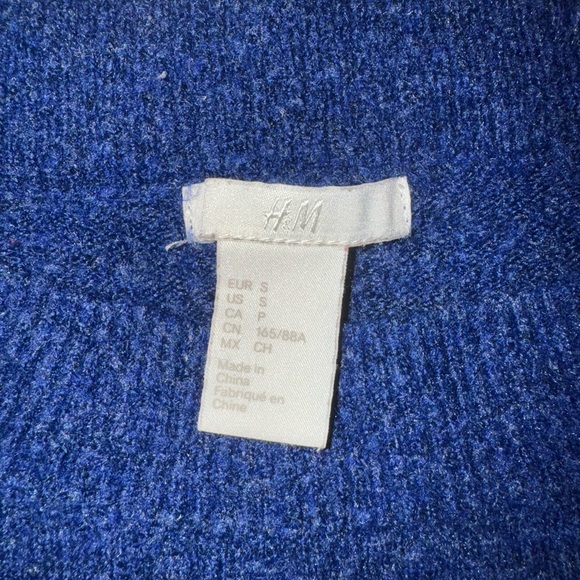 H&M
EUR S
US S
CA P
CN 165/88A
MX CH
Made in
China
Fabriqué en
Chine